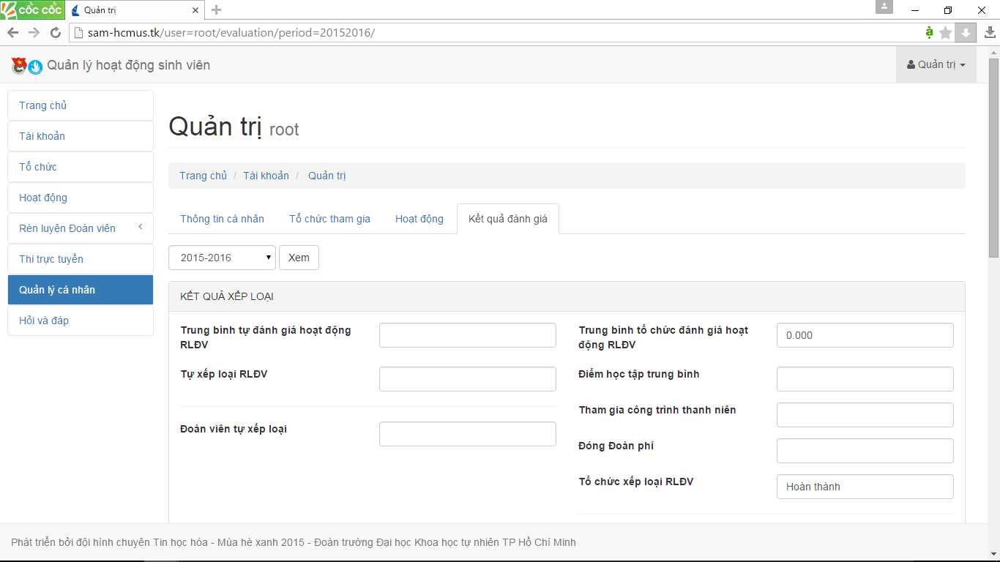 cốc cốc
Quản trị
sam-hcmus.tk/user=root/evaluation/period=20152016/
Quản lý hoạt động sinh viên
Quản trị
Trang chủ
Tài khoản
Tổ chức
Hoạt động
Rèn luyện Đoàn viên
Thi trực tuyến
Quản lý cá nhân
Hỏi và đáp
Quản trị root
Trang chủ / Tài khoản / Quản trị
Thông tin cá nhân
Tổ chức tham gia
Hoạt động
Kết quả đánh giá
2015-2016
Xem
KẾT QUẢ XẾP LOẠI
Trung bình tự đánh giá hoạt động
RLĐV
Tự xếp loại RLĐV
Đoàn viên tự xếp loại
Trung bình tổ chức đánh giá hoạt
động RLĐV
0.000
Điểm học tập trung bình
Tham gia công trình thanh niên
Đóng Đoàn phí
Tổ chức xếp loại RLĐV
Hoàn thành
Phát triển bởi đội hình chuyên Tin học hóa - Mùa hè xanh 2015 - Đoàn trường Đại học Khoa học tự nhiên TP Hồ Chí Minh